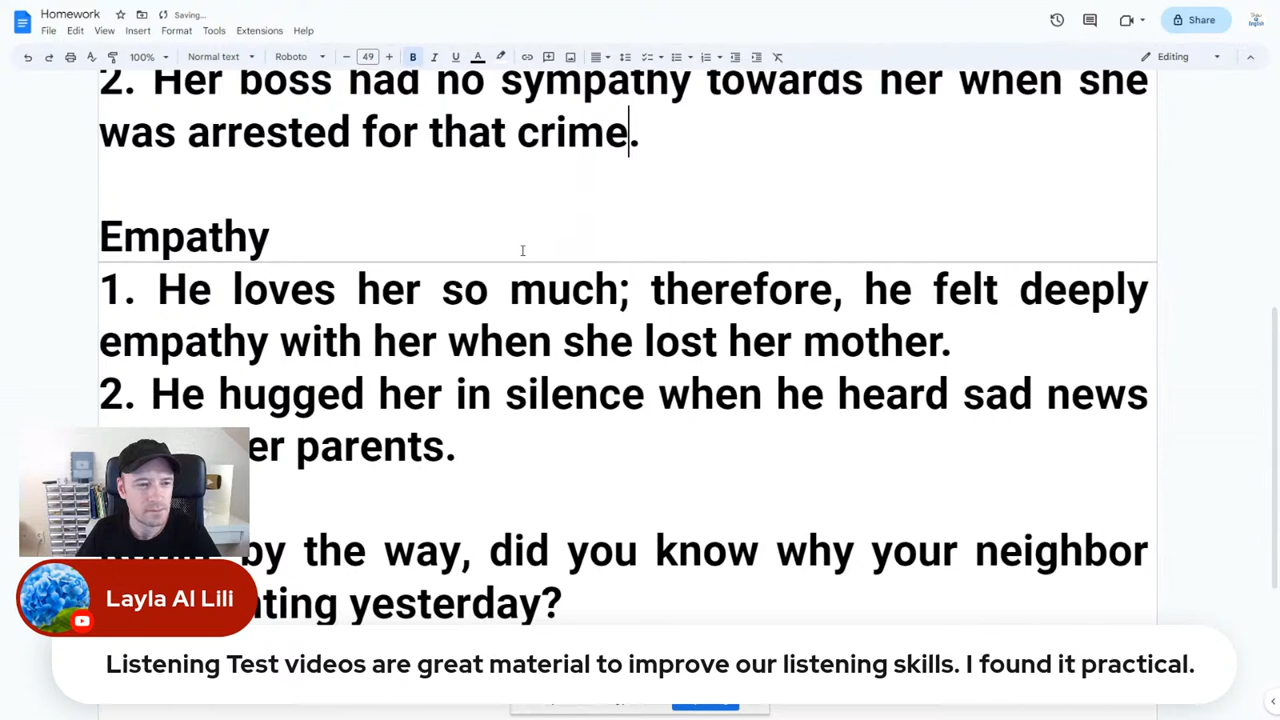 Homework
Saving...
File Edit View Insert Format Tools Extensions Help
Share
100% Normal text Roboto 49 B I U A Editing
2. Her boss had no sympathy towards her when she
was arrested for that crime.
Empathy
1. He loves her so much; therefore, he felt deeply
empathy with her when she lost her mother.
2. He hugged her in silence when he heard sad news
er parents.
by the way, did you know why your neighbor
ting yesterday?
Layla Al Lili
Listening Test videos are great material to improve our listening skills. I found it practical.